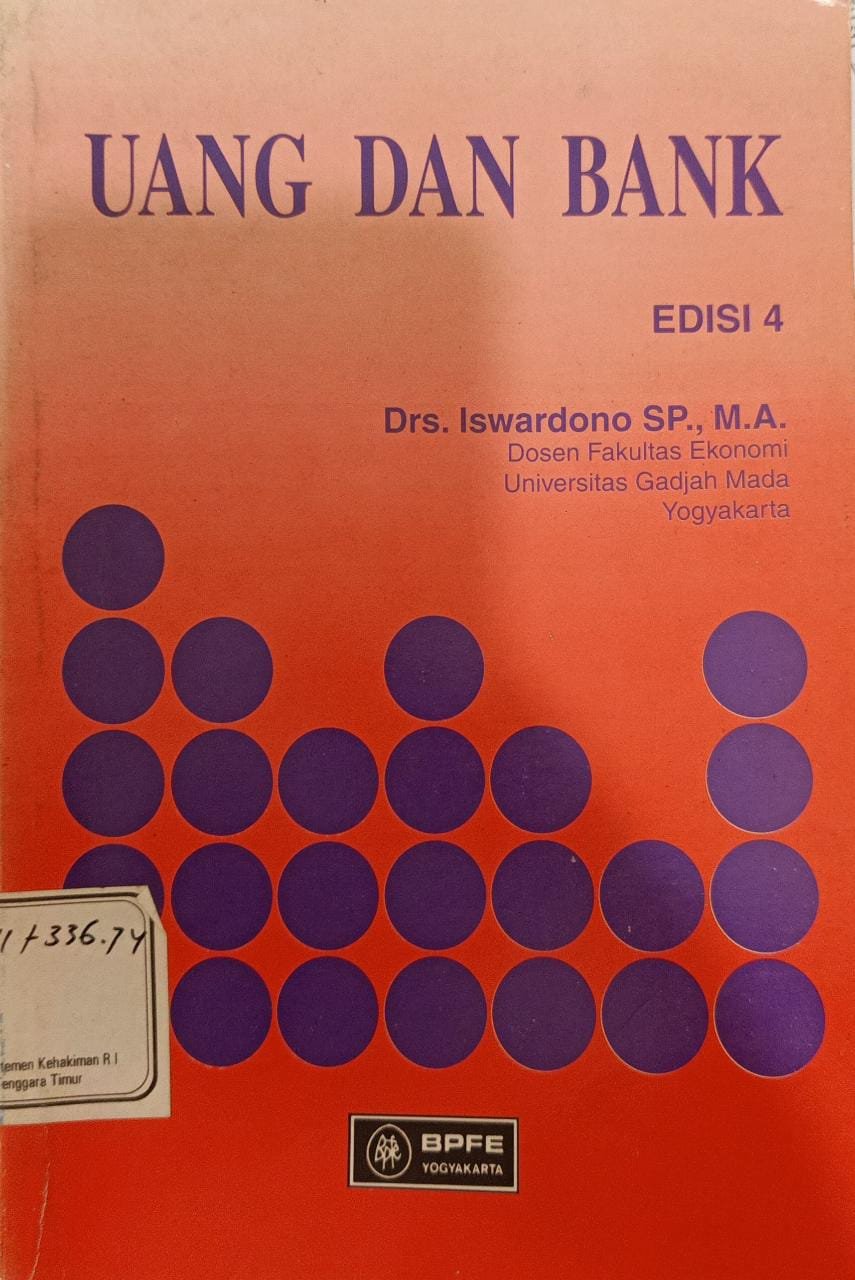 UANG DAN BANK
EDISI 4
Drs. Iswardono SP., M.A.
Dosen Fakultas Ekonomi
Universitas Gadjah Mada
Yogyakarta
336.74
Kehakiman R I
Timur
BPFE
YOGYAKARTA